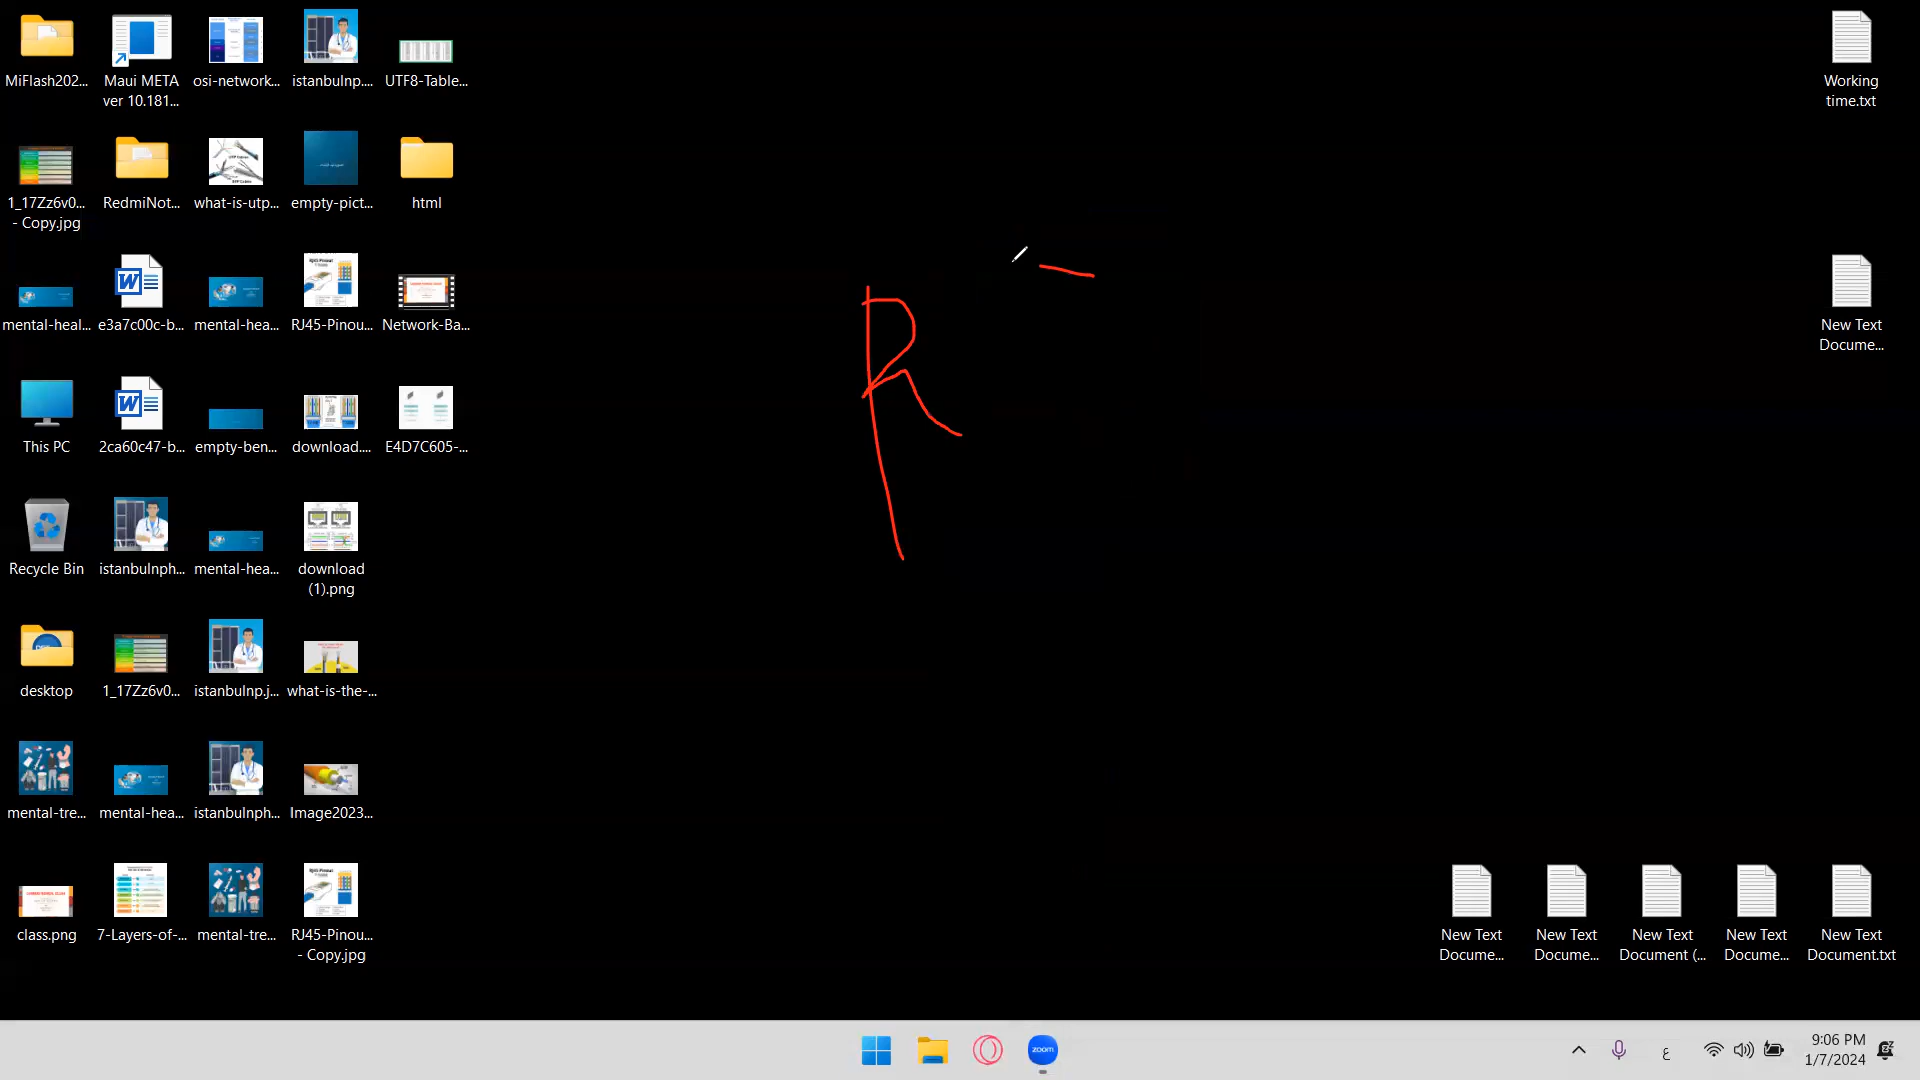 MiFlash202...
Maui META
ver 10.181...
osi-network...
istanbulnp....
UTF8-Table...
Working
time.txt
1_17Zz6v0...
- Copy.jpg
RedmiNot...
what-is-utp...
empty-pict...
html
mental-heal...
e3a7c00c-b...
mental-hea...
RJ45-Pinou...
Network-Ba...
New Text
Docume...
This PC
2ca60c47-b...
empty-ben...
download....
E4D7C605-...
Recycle Bin
istanbulnph...
mental-hea...
download
(1).png
desktop
1_17Zz6v0...
istanbulnp.j...
what-is-the-...
mental-tre...
mental-hea...
istanbulnph...
Image2023...
class.png
7-Layers-of-...
mental-tre...
RJ45-Pinou...
- Copy.jpg
New Text
Docume...
New Text
Docume...
New Text
Document (...
New Text
Docume...
New Text
Document.txt
R
zoom
ع
9:06 PM
1/7/2024